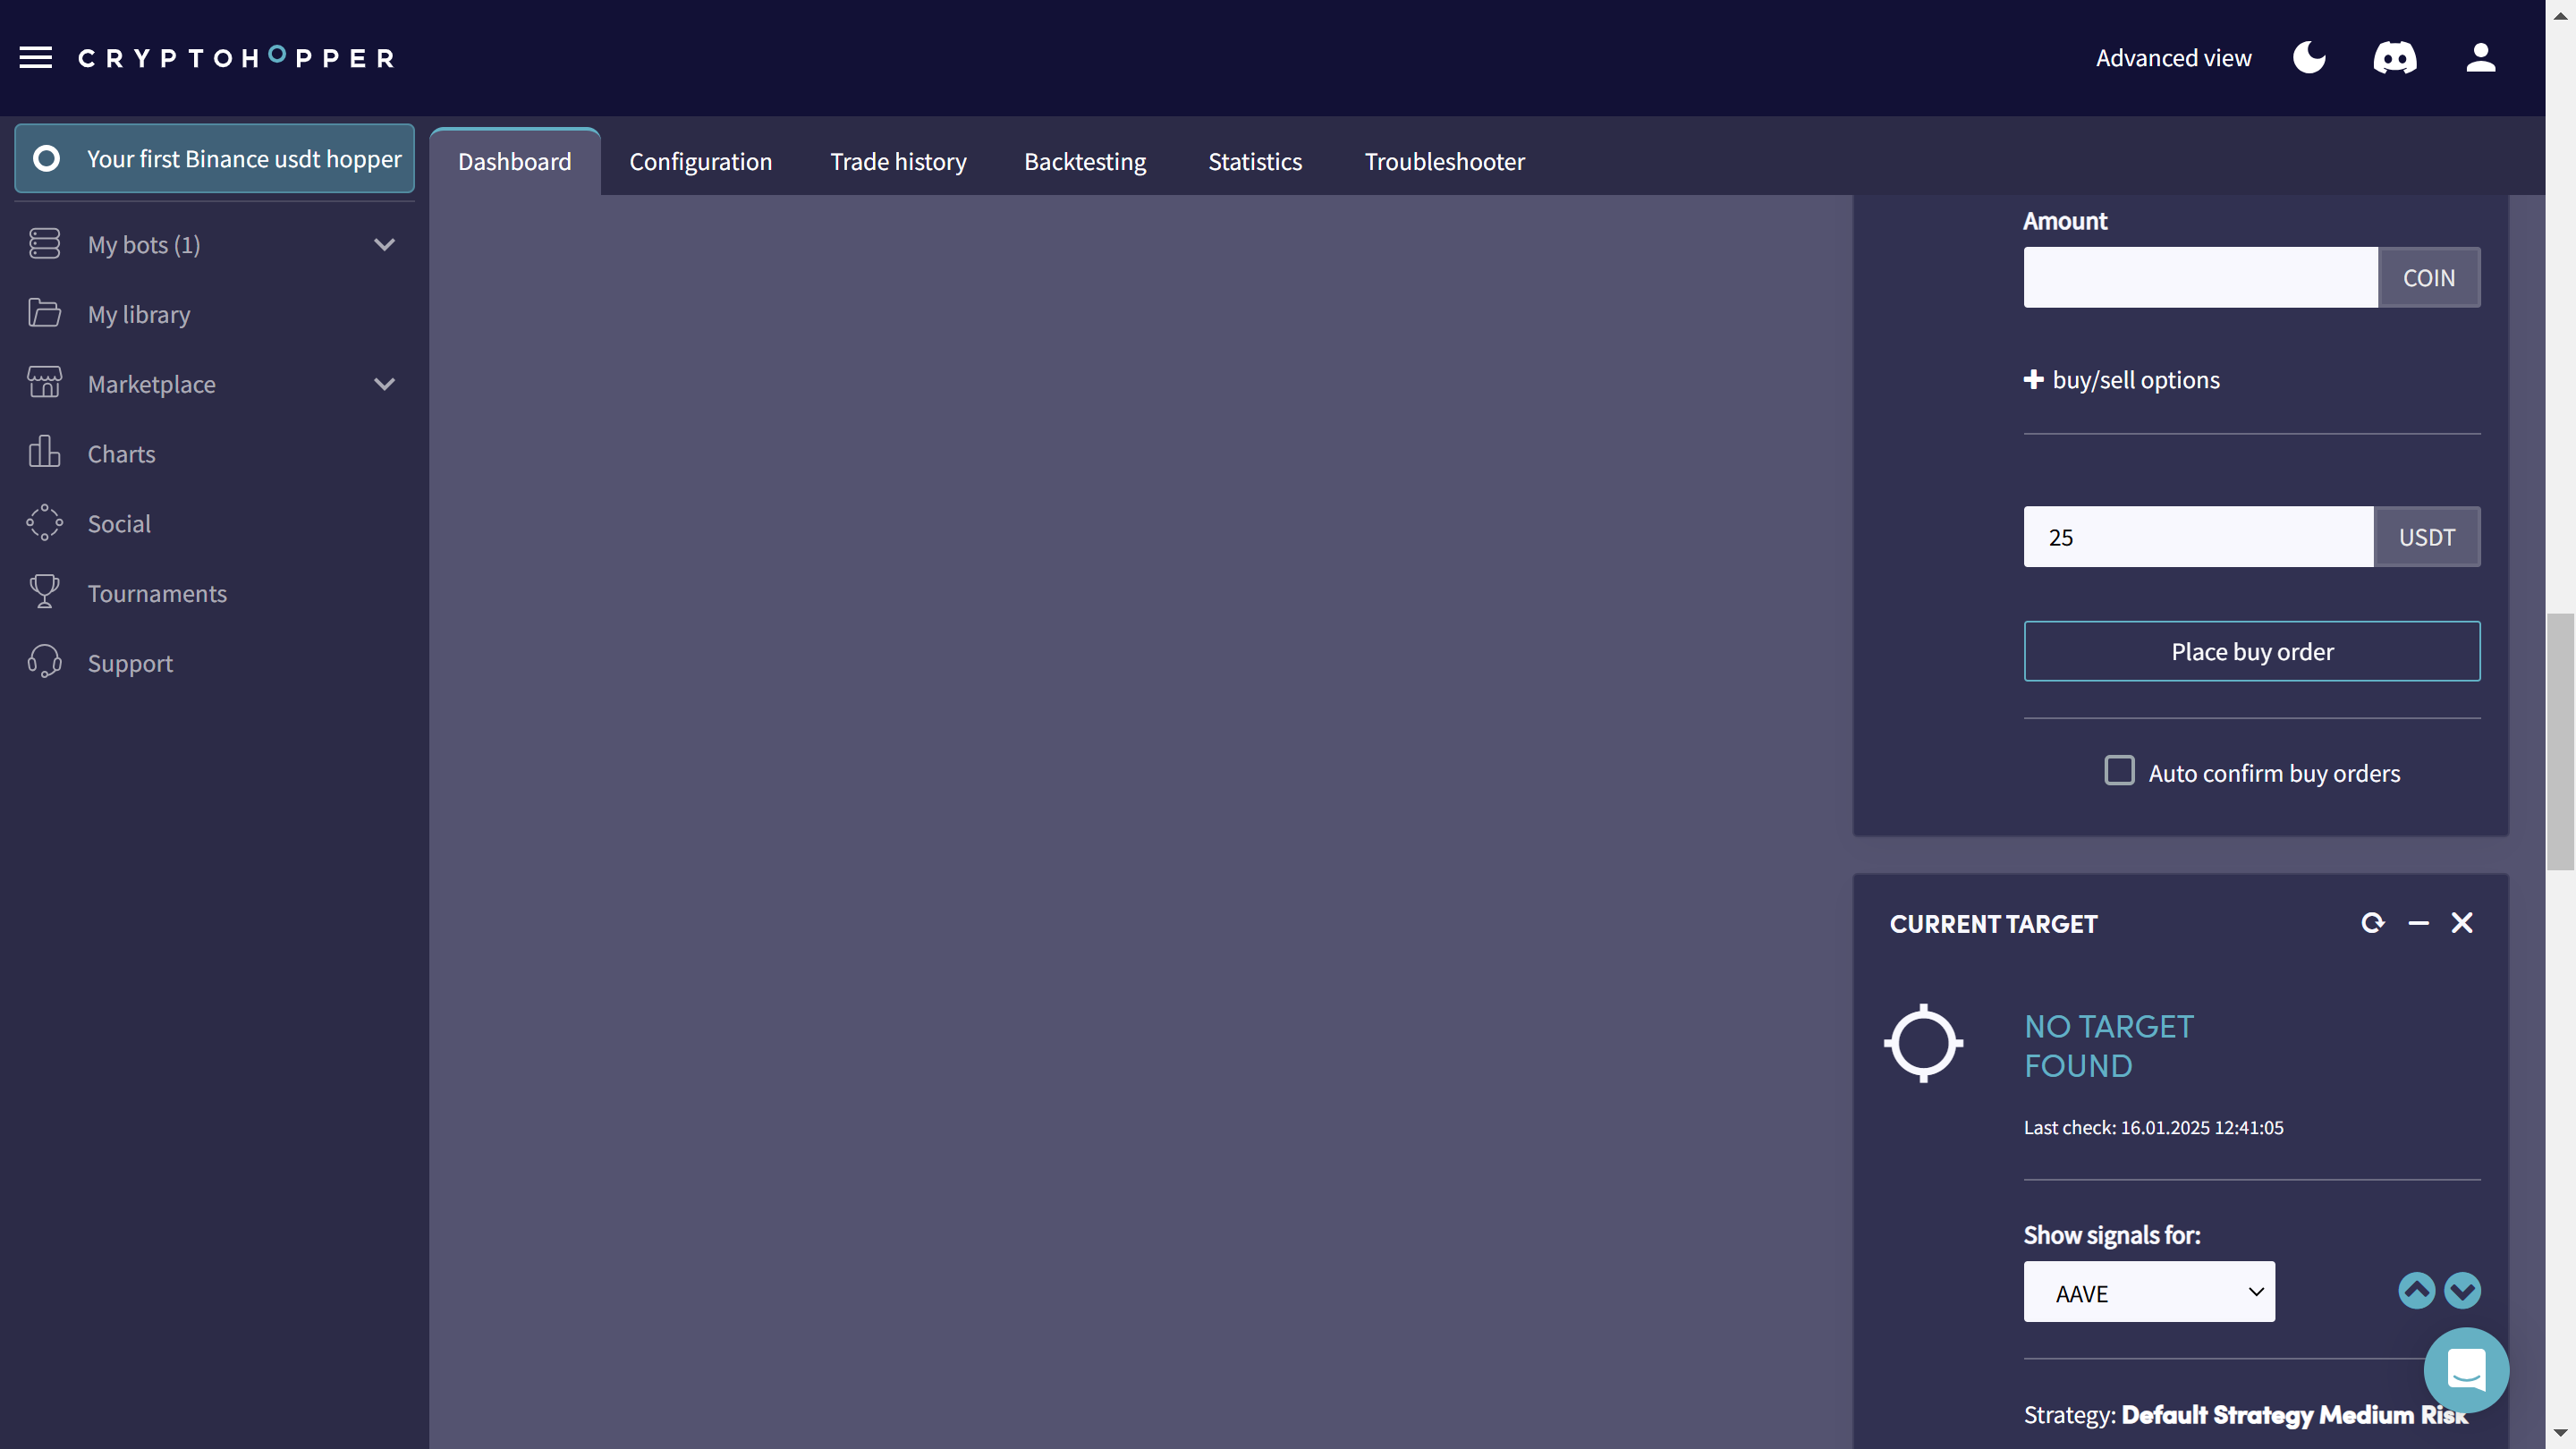 CRYPTOHOPPER
Advanced view
Your first Binance usdt hopper
Dashboard
Configuration
Trade history
Backtesting
Statistics
Troubleshooter
My bots (1)
My library
Marketplace
Charts
Social
Tournaments
Support
Amount
COIN
buy/sell options
25
USDT
Place buy order
Auto confirm buy orders
CURRENT TARGET
NO TARGET
FOUND
Last check: 16.01.2025 12:41:05
Show signals for:
AAVE
Strategy: Default Strategy Medium Risk